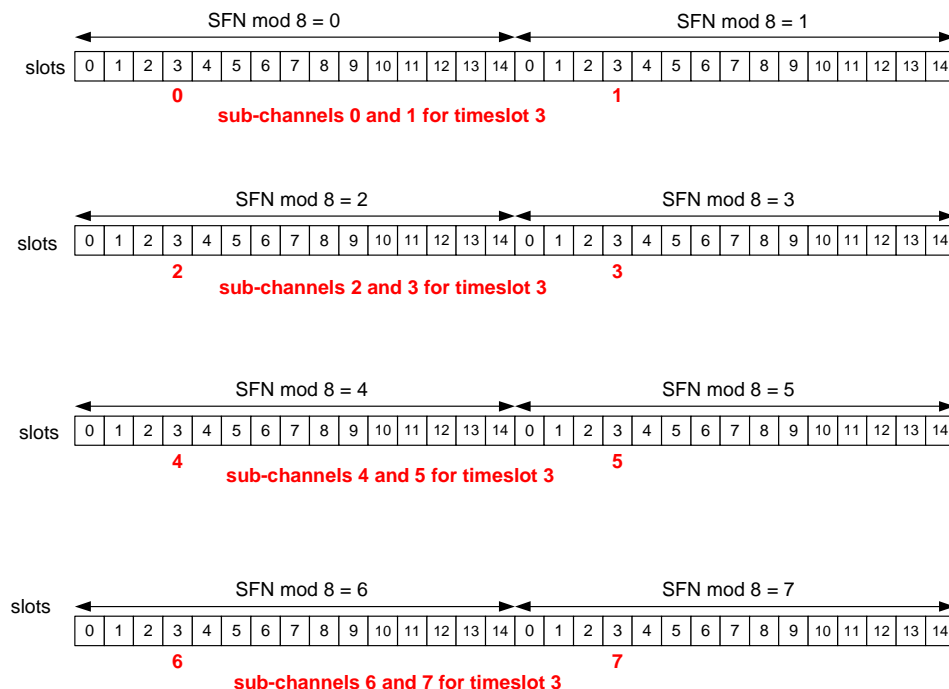 SFN mod 8 = 0 SFN mod 8 = 1
slots 0 1 2 3 4 5 6 7 8 9 10 11 12 13 14 0 1 2 3 4 5 6 7 8 9 10 11 12 13 14
0 1
sub-channels 0 and 1 for timeslot 3
SFN mod 8 = 2 SFN mod 8 = 3
slots 0 1 2 3 4 5 6 7 8 9 10 11 12 13 14 0 1 2 3 4 5 6 7 8 9 10 11 12 13 14
2 3
sub-channels 2 and 3 for timeslot 3
SFN mod 8 = 4 SFN mod 8 = 5
slots 0 1 2 3 4 5 6 7 8 9 10 11 12 13 14 0 1 2 3 4 5 6 7 8 9 10 11 12 13 14
4 5
sub-channels 4 and 5 for timeslot 3
SFN mod 8 = 6 SFN mod 8 = 7
slots
0 1 2 3 4 5 6 7 8 9 10 11 12 13 14 0 1 2 3 4 5 6 7 8 9 10 11 12 13 14
6 7
sub-channels 6 and 7 for timeslot 3